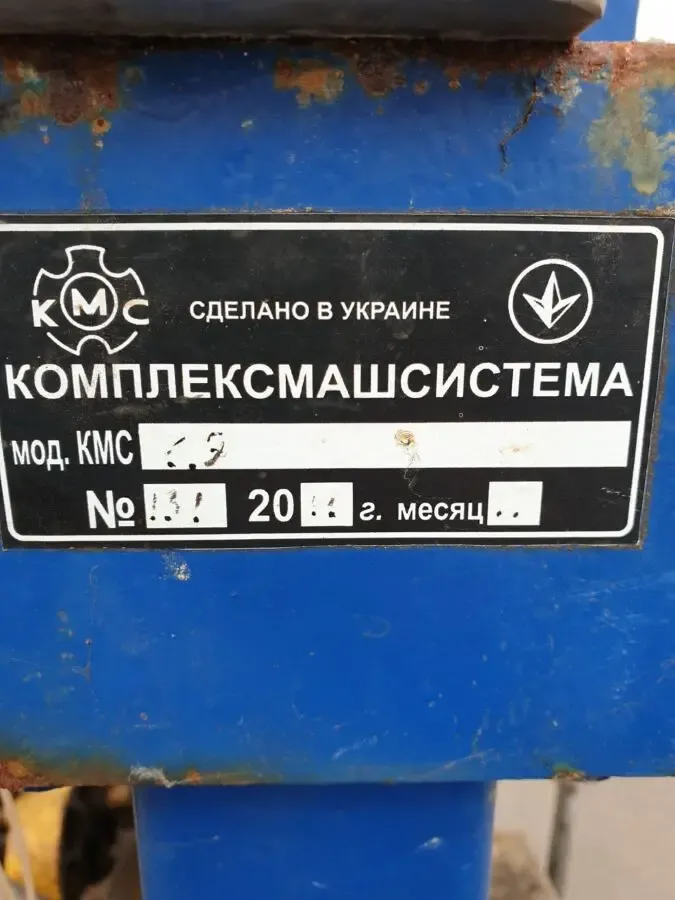 КМС
СДЕЛАНО В УКРАИНЕ
КОМПЛЕКСМАШСИСТЕМА
мод. КМС
№ 20 г. месяц